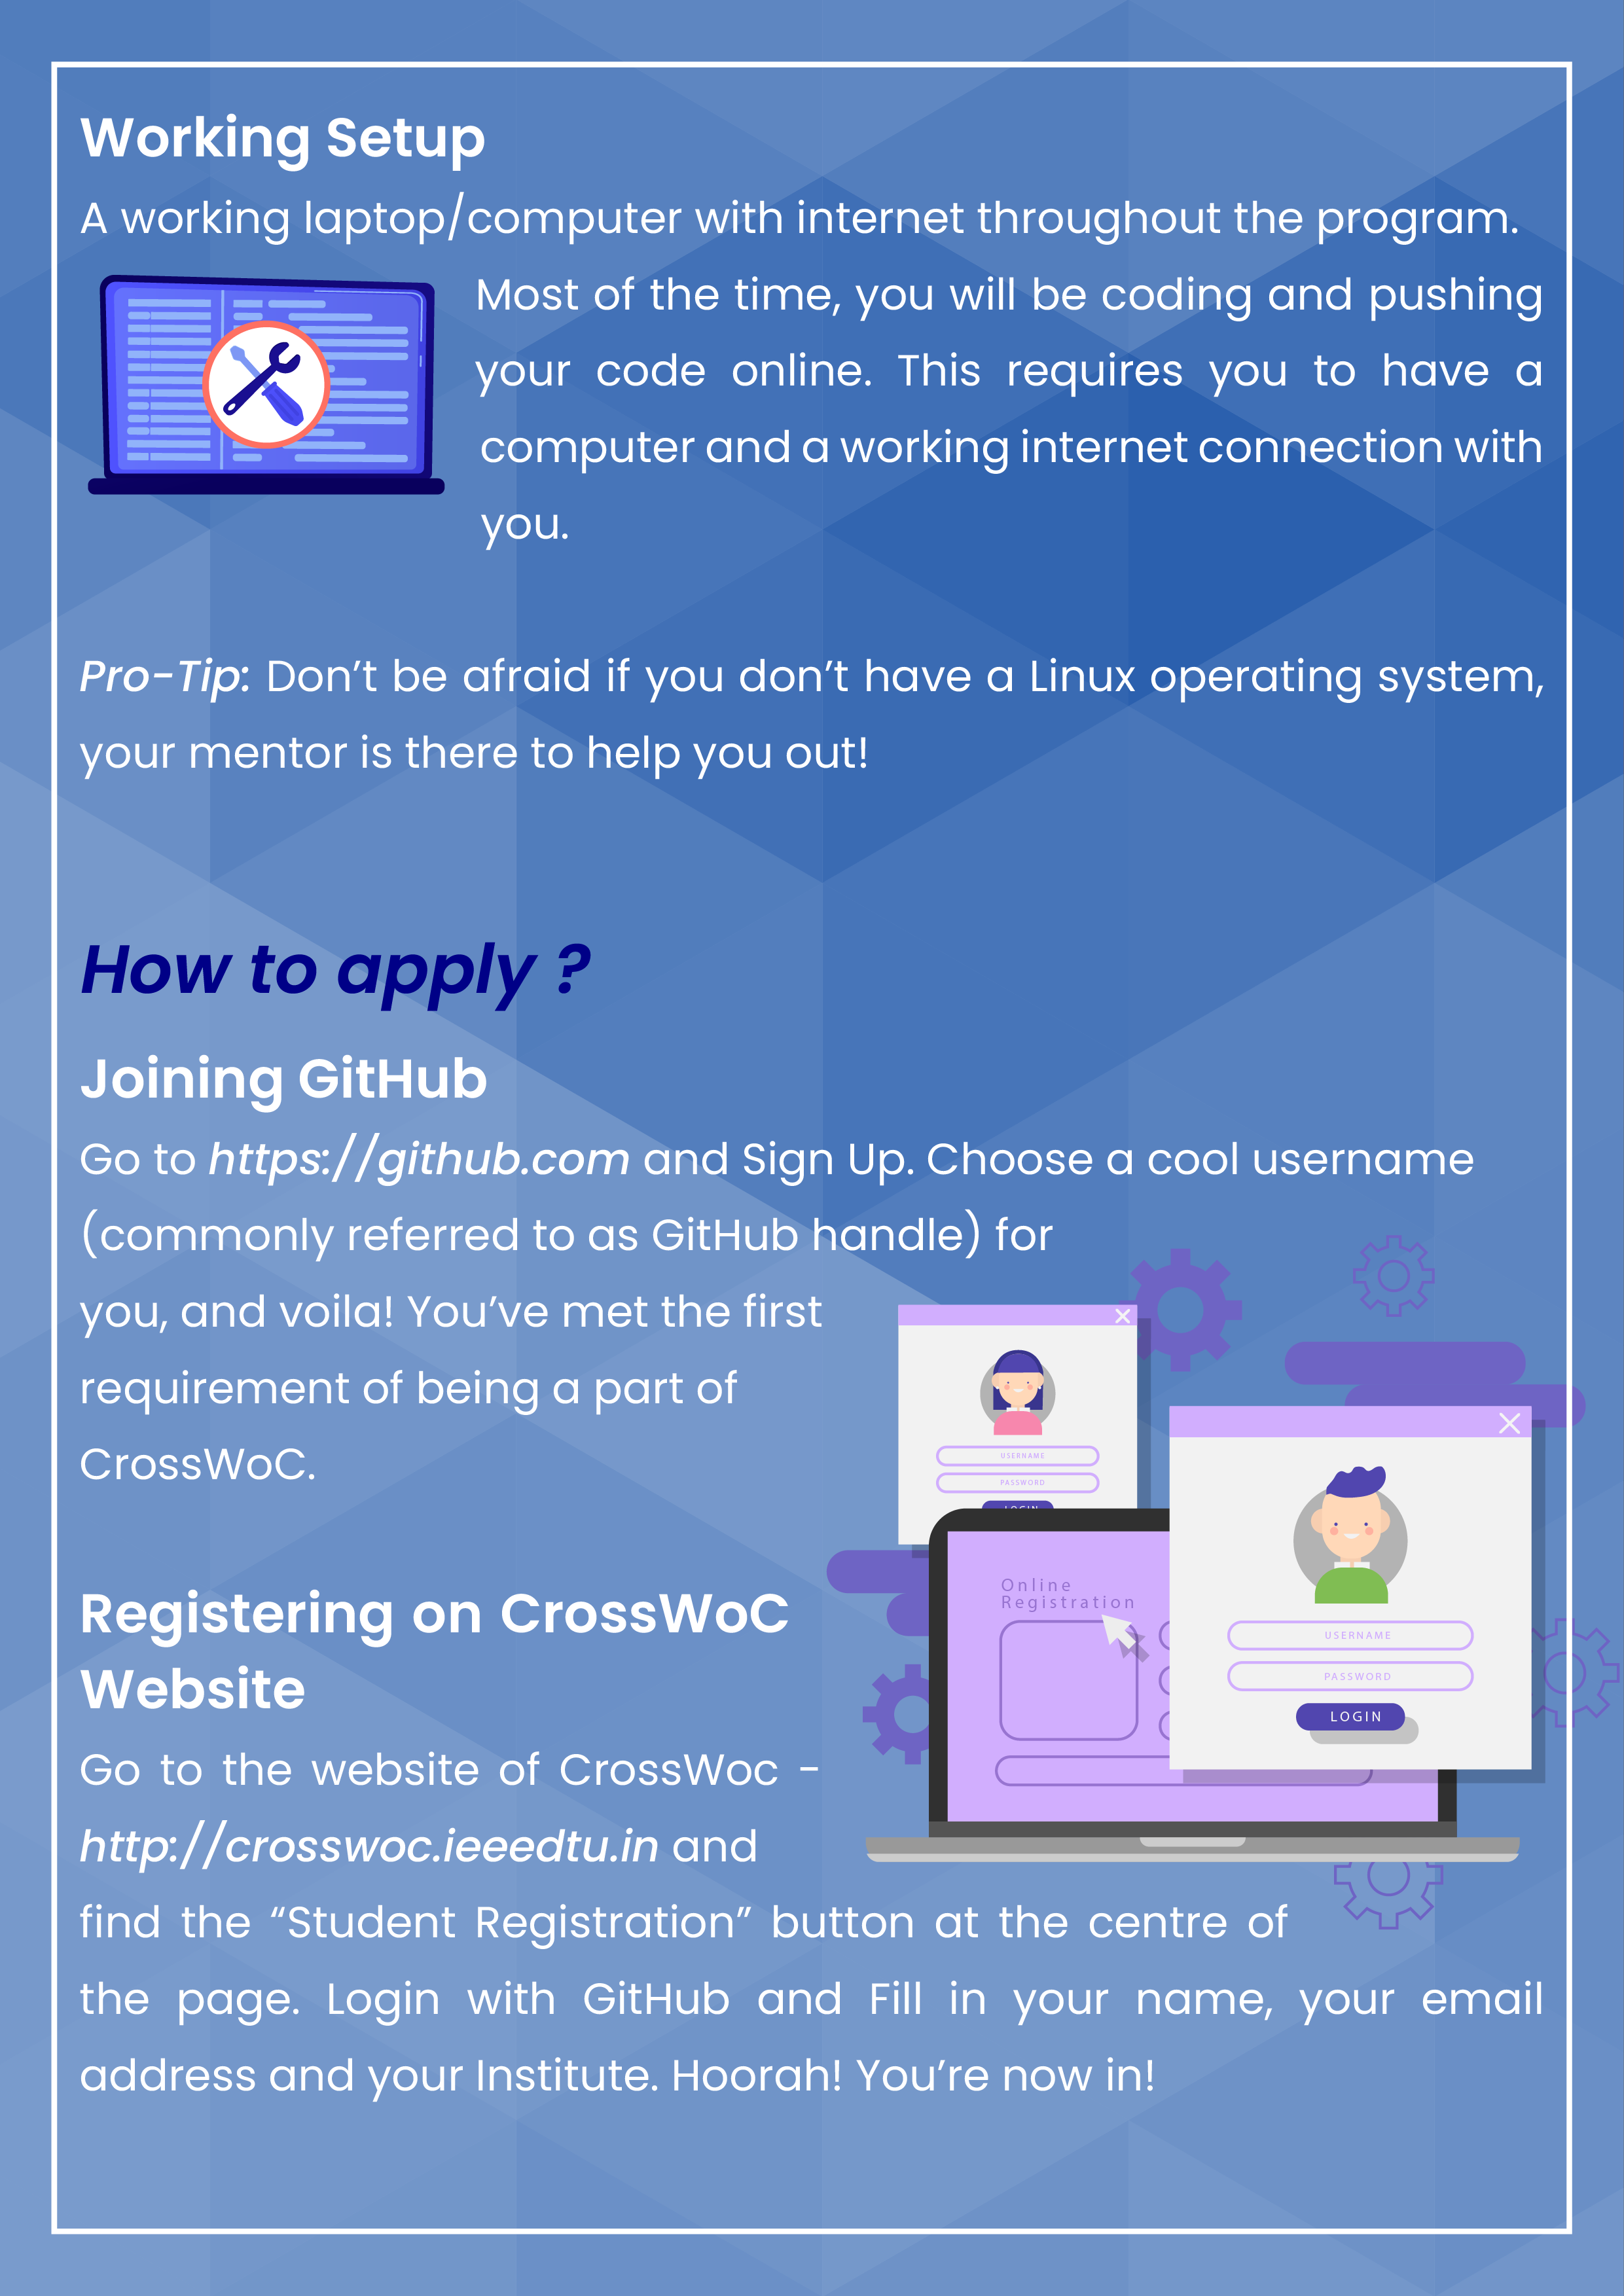 Working Setup
A working laptop/computer with internet throughout the program.
Most of the time, you will be coding and pushing
your code online. This requires you to have a
computer and a working internet connection with
you.
Pro-Tip: Don’t be afraid if you don’t have a Linux operating system,
your mentor is there to help you out!
How to apply ?
Joining GitHub
Go to https://github.com and Sign Up. Choose a cool username
(commonly referred to as GitHub handle) for
you, and voila! You’ve met the first
requirement of being a part of
CrossWoC.
USERNAME
PASSWORD
LOGIN
Online
Registration
USERNAME
PASSWORD
LOGIN
Registering on CrossWoC
Website
Go to the website of CrossWoc -
http://crosswoc.ieeedtu.in and
find the “Student Registration” button at the centre of
the page. Login with GitHub and Fill in your name, your email
address and your Institute. Hoorah! You’re now in!